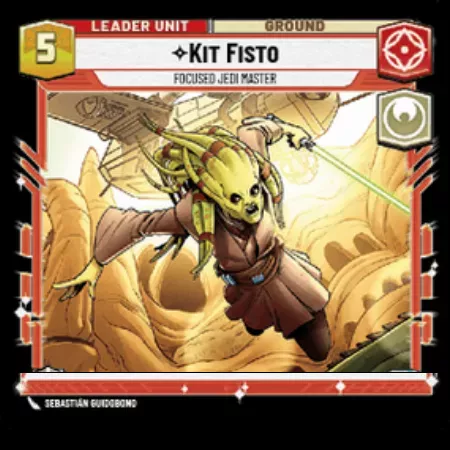 LEADER UNIT
GROUND
5
KIT FISTO
FOCUSED JEDI MASTER
SEBASTIÁN GUIDOBONO